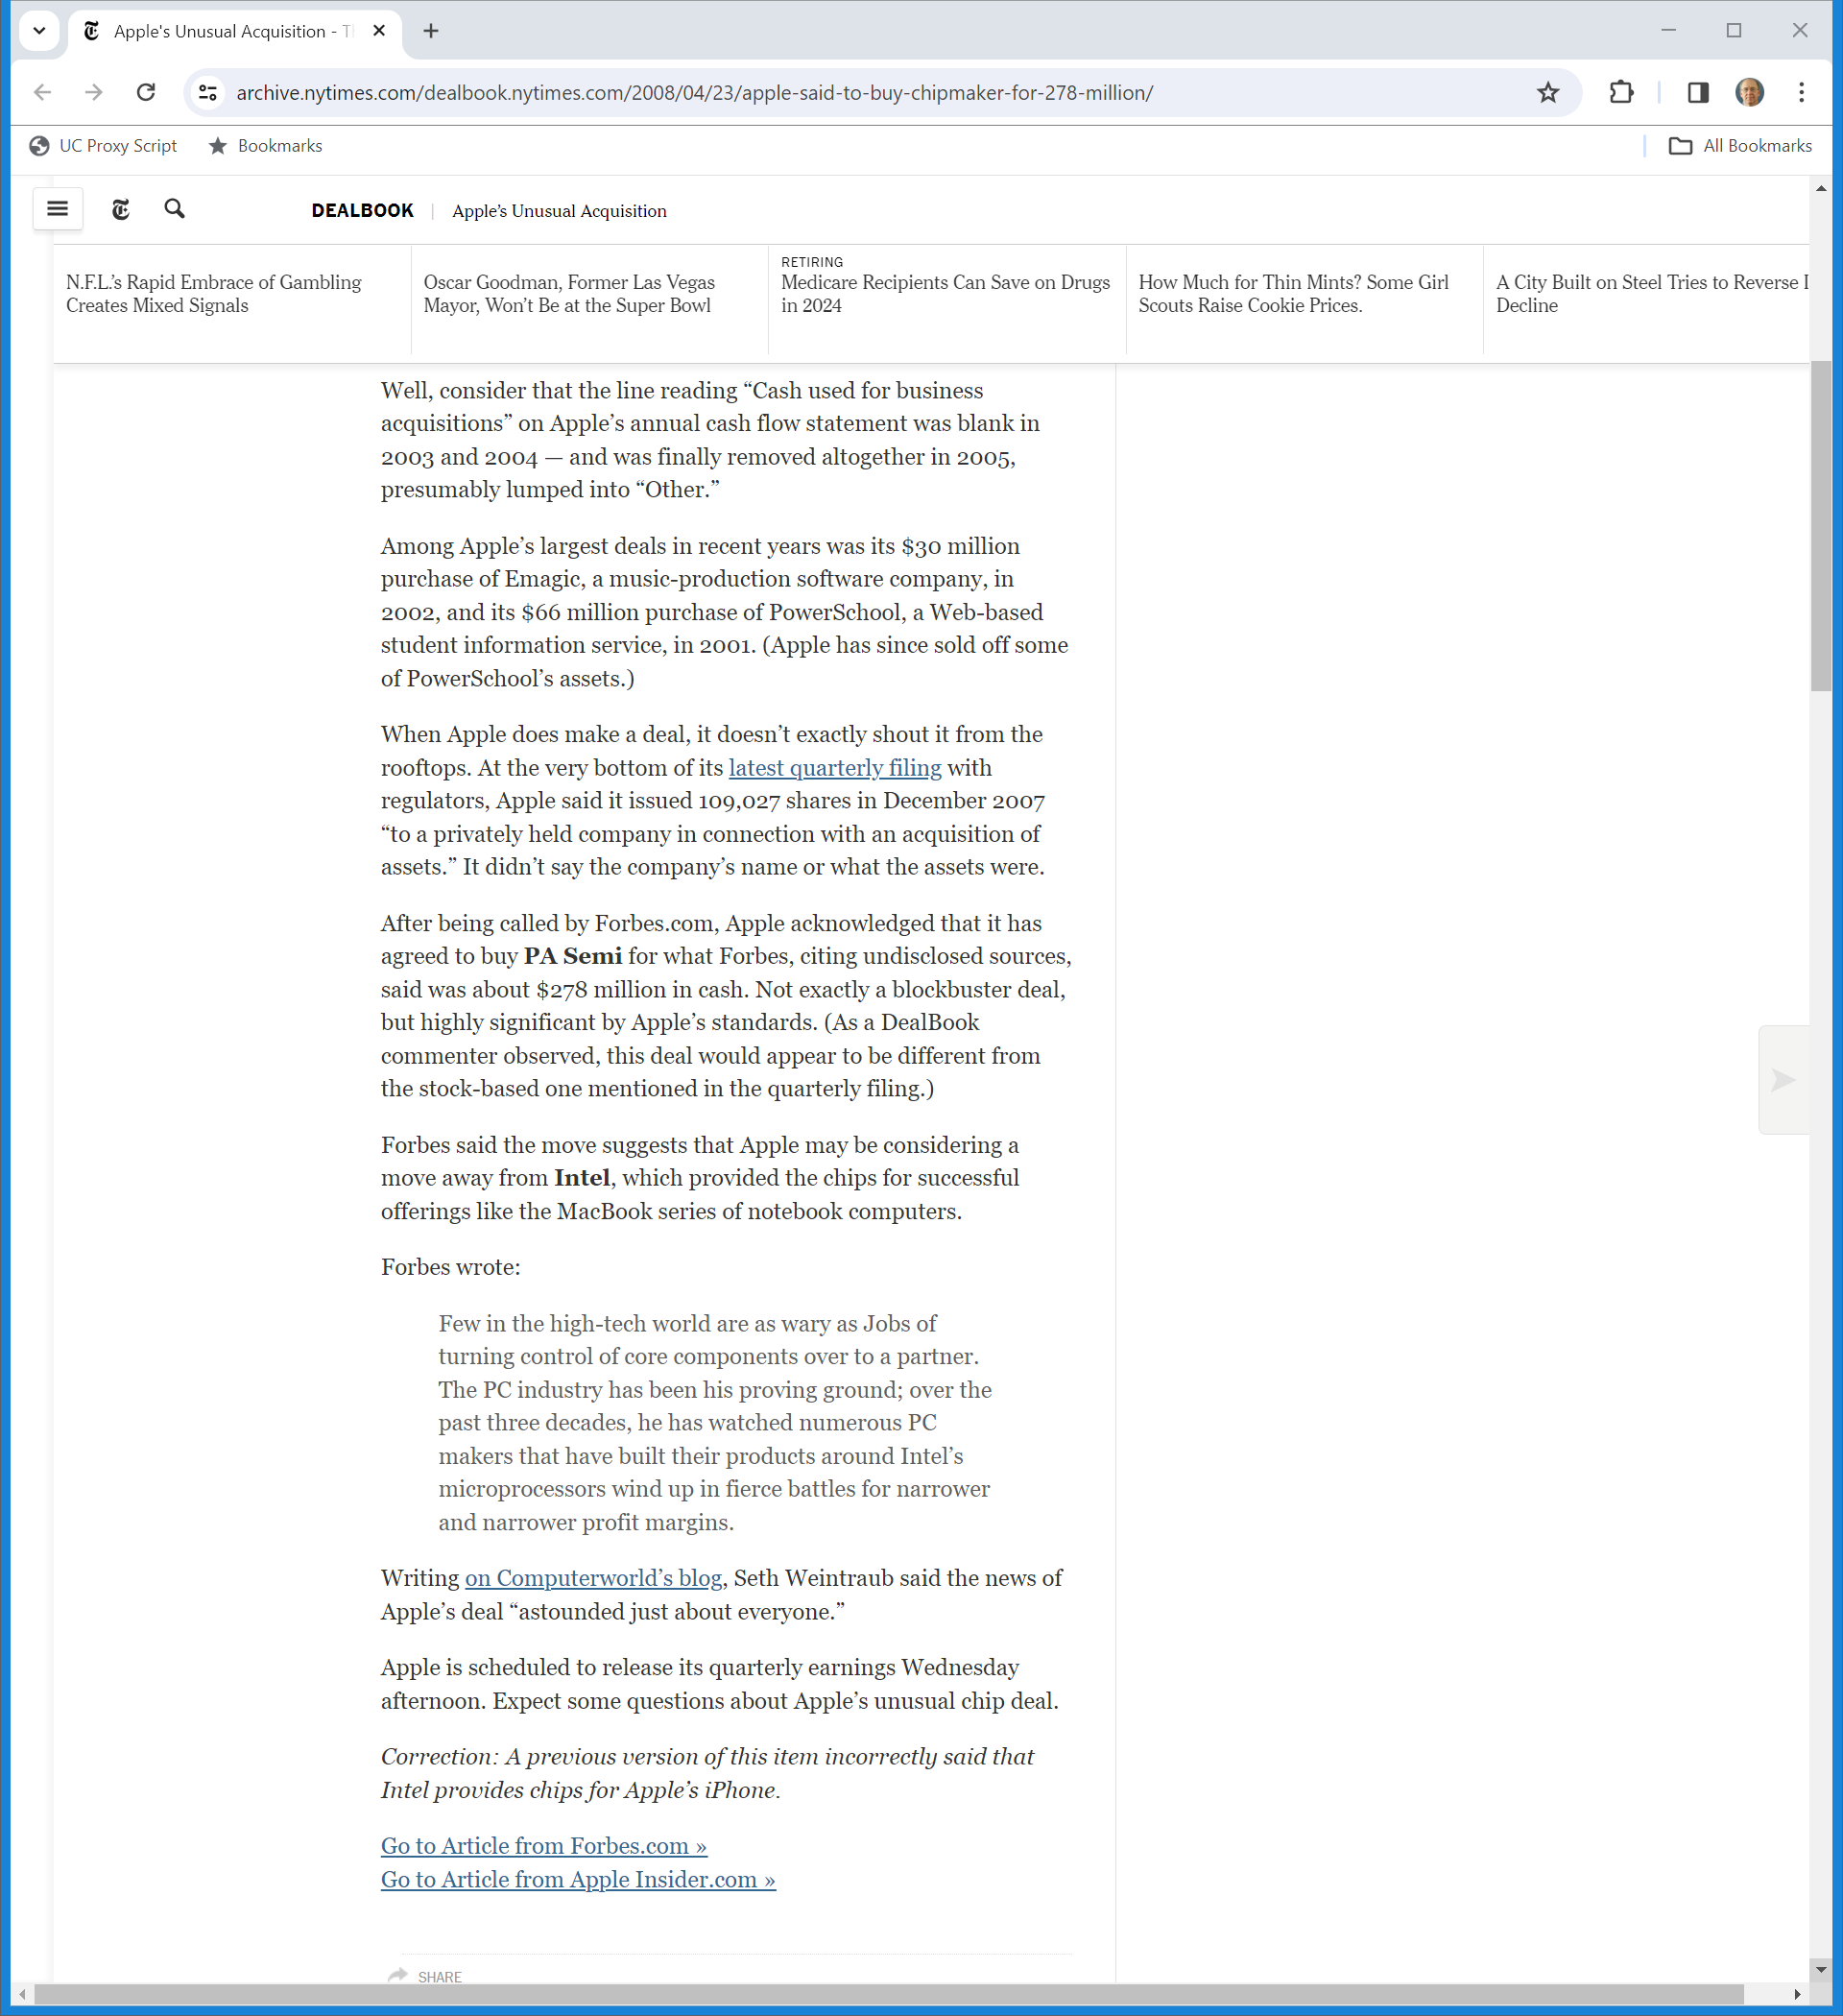 Apple's Unusual Acquisition - T
archive.nytimes.com/dealbook.nytimes.com/2008/04/23/apple-said-to-buy-chipmaker-for-278-million/
UC Proxy Script
Bookmarks
All Bookmarks
DEALBOOK | Apple’s Unusual Acquisition
N.F.L.’s Rapid Embrace of Gambling
Creates Mixed Signals
Oscar Goodman, Former Las Vegas
Mayor, Won’t Be at the Super Bowl
RETIRING
Medicare Recipients Can Save on Drugs
in 2024
How Much for Thin Mints? Some Girl
Scouts Raise Cookie Prices.
A City Built on Steel Tries to Reverse I
Decline
Well, consider that the line reading “Cash used for business
acquisitions” on Apple’s annual cash flow statement was blank in
2003 and 2004 — and was finally removed altogether in 2005,
presumably lumped into “Other.”
Among Apple’s largest deals in recent years was its $30 million
purchase of Emagic, a music-production software company, in
2002, and its $66 million purchase of PowerSchool, a Web-based
student information service, in 2001. (Apple has since sold off some
of PowerSchool’s assets.)
When Apple does make a deal, it doesn’t exactly shout it from the
rooftops. At the very bottom of its latest quarterly filing with
regulators, Apple said it issued 109,027 shares in December 2007
“to a privately held company in connection with an acquisition of
assets.” It didn’t say the company’s name or what the assets were.
After being called by Forbes.com, Apple acknowledged that it has
agreed to buy PA Semi for what Forbes, citing undisclosed sources,
said was about $278 million in cash. Not exactly a blockbuster deal,
but highly significant by Apple’s standards. (As a DealBook
commenter observed, this deal would appear to be different from
the stock-based one mentioned in the quarterly filing.)
Forbes said the move suggests that Apple may be considering a
move away from Intel, which provided the chips for successful
offerings like the MacBook series of notebook computers.
Forbes wrote:
Few in the high-tech world are as wary as Jobs of
turning control of core components over to a partner.
The PC industry has been his proving ground; over the
past three decades, he has watched numerous PC
makers that have built their products around Intel’s
microprocessors wind up in fierce battles for narrower
and narrower profit margins.
Writing on Computerworld’s blog, Seth Weintraub said the news of
Apple’s deal “astounded just about everyone.”
Apple is scheduled to release its quarterly earnings Wednesday
afternoon. Expect some questions about Apple’s unusual chip deal.
Correction: A previous version of this item incorrectly said that
Intel provides chips for Apple’s iPhone.
Go to Article from Forbes.com »
Go to Article from Apple Insider.com »
SHARE